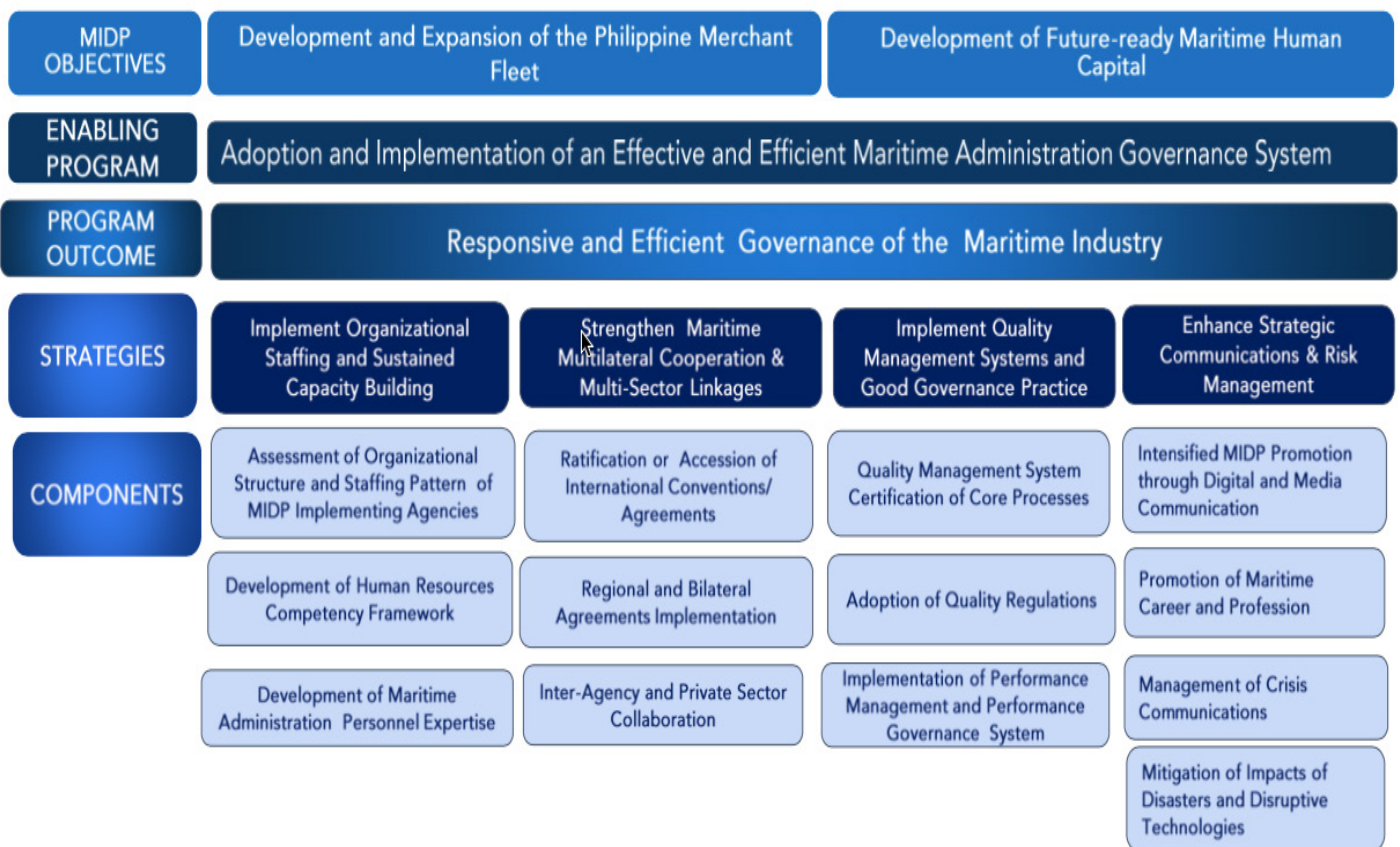 MIDP
OBJECTIVES
Development and Expansion of the Philippine Merchant
Fleet
Development of Future-ready Maritime Human
Capital
ENABLING
PROGRAM
Adoption and Implementation of an Effective and Efficient Maritime Administration Governance System
PROGRAM
OUTCOME
Responsive and Efficient Governance of the Maritime Industry
STRATEGIES
Implement Organizational
Staffing and Sustained
Capacity Building
Strengthen Maritime
Multilateral Cooperation &
Multi-Sector Linkages
Implement Quality
Management Systems and
Good Governance Practice
Enhance Strategic
Communications & Risk
Management
COMPONENTS
Assessment of Organizational
Structure and Staffing Pattern of
MIDP Implementing Agencies
Ratification or Accession of
International Conventions/
Agreements
Quality Management System
Certification of Core Processes
Intensified MIDP Promotion
through Digital and Media
Communication
Development of Human Resources
Competency Framework
Regional and Bilateral
Agreements Implementation
Adoption of Quality Regulations
Promotion of Maritime
Career and Profession
Development of Maritime
Administration Personnel Expertise
Inter-Agency and Private Sector
Collaboration
Implementation of Performance
Management and Performance
Governance System
Management of Crisis
Communications
Mitigation of Impacts of
Disasters and Disruptive
Technologies